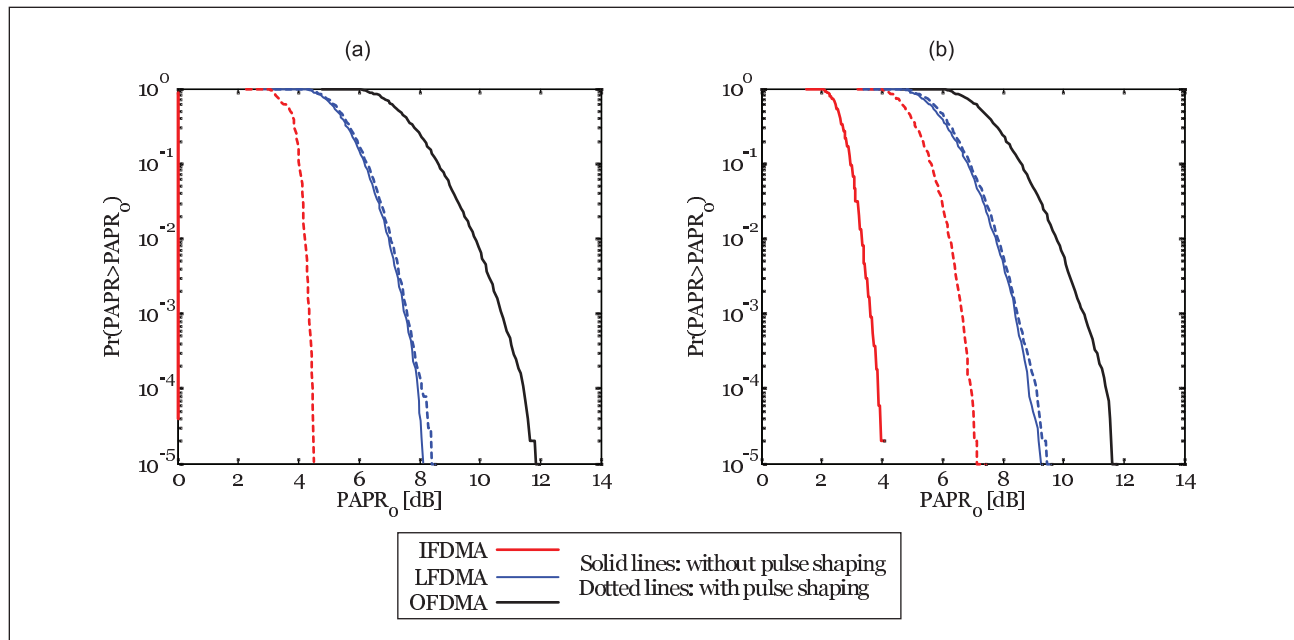 (a)
Pr(PAPR>PAPR0)
10^0
10^-1
10^-2
10^-3
10^-4
10^-5
0 2 4 6 8 10 12 14
PAPR0 [dB]
(b)
Pr(PAPR>PAPR0)
10^0
10^-1
10^-2
10^-3
10^-4
10^-5
0 2 4 6 8 10 12 14
PAPR0 [dB]
IFDMA
LFDMA
OFDMA
Solid lines: without pulse shaping
Dotted lines: with pulse shaping